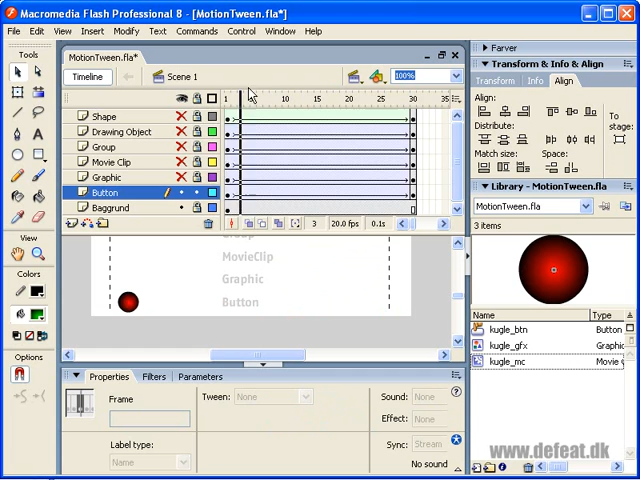 Macromedia Flash Professional 8 - [MotionTween.fla*]
File Edit View Insert Modify Text Commands Control Window Help
Tools
View
Colors
Options
MotionTween.fla*
Timeline Scene 1 100%
1 10 15 20 25 30 35
Shape
Drawing Object
Group
Movie Clip
Graphic
Button
Baggrund
3 20.0 fps 0.1s
MovieClip
Graphic
Button
Properties Filters Parameters
Frame Tween: None Sound: None
Effect: None
Label type: Sync: Stream
Name No sound
Farver
Transform & Info & Align
Transform Info Align
Align:
Distribute: To stage:
Match size: Space:
Library - MotionTween.fla
MotionTween.fla
3 items
Name Type
kugle_btn Button
kugle_gfx Graphic
kugle_mc Movie
www.defeat.dk